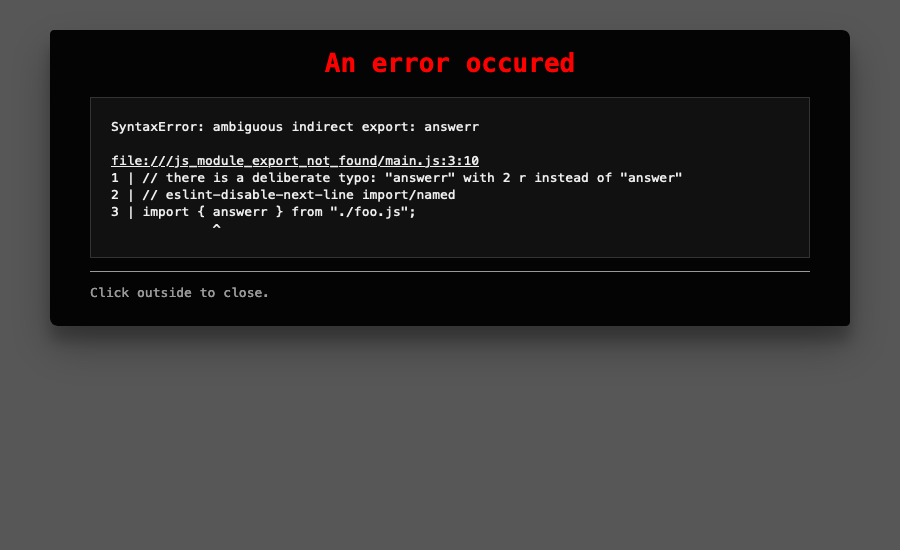 An error occured
SyntaxError: ambiguous indirect export: answerr
file:///js_module_export_not_found/main.js:3:10
1 | // there is a deliberate typo: "answerr" with 2 r instead of "answer"
2 | // eslint-disable-next-line import/named
3 | import { answerr } from "./foo.js";
^
Click outside to close.